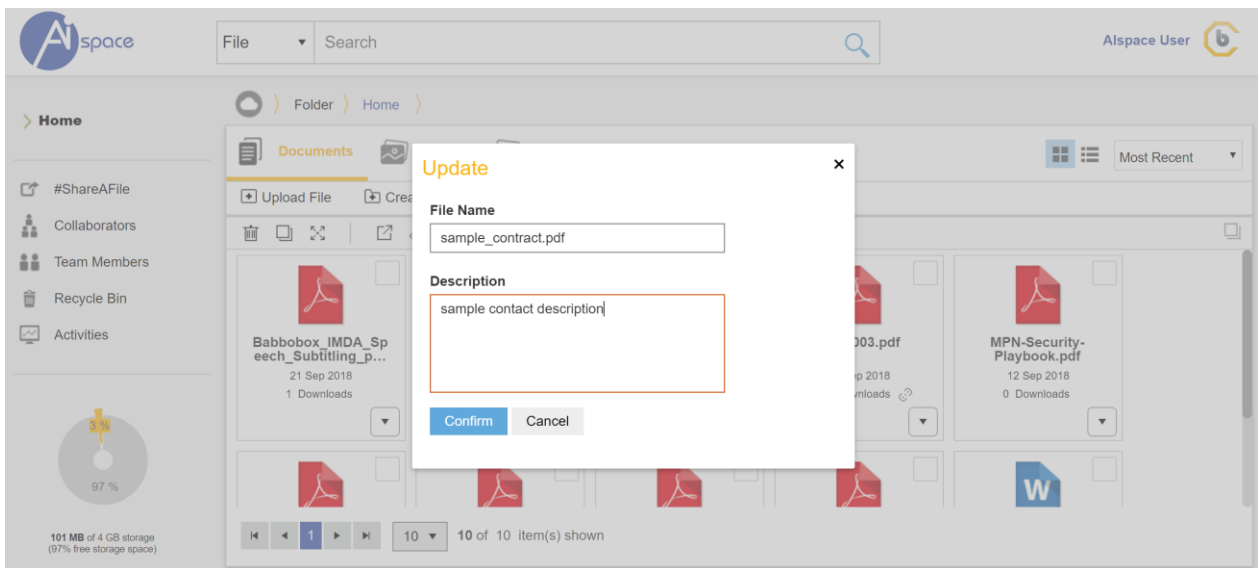 AI space
File
Search
AIspace User
b
Home
#ShareAFile
Collaborators
Team Members
Recycle Bin
Activities
3 %
97 %
101 MB of 4 GB storage
(97% free storage space)
Folder Home
Documents
Most Recent
Upload File
Update
×
File Name
sample_contract.pdf
Description
sample contact description
Confirm Cancel
Babbobox_IMDA_Sp
eech_Subtitling_p...
21 Sep 2018
1 Downloads
003.pdf
2018
MPN-Security-
Playbook.pdf
12 Sep 2018
0 Downloads
W
1
10
10 of 10 item(s) shown